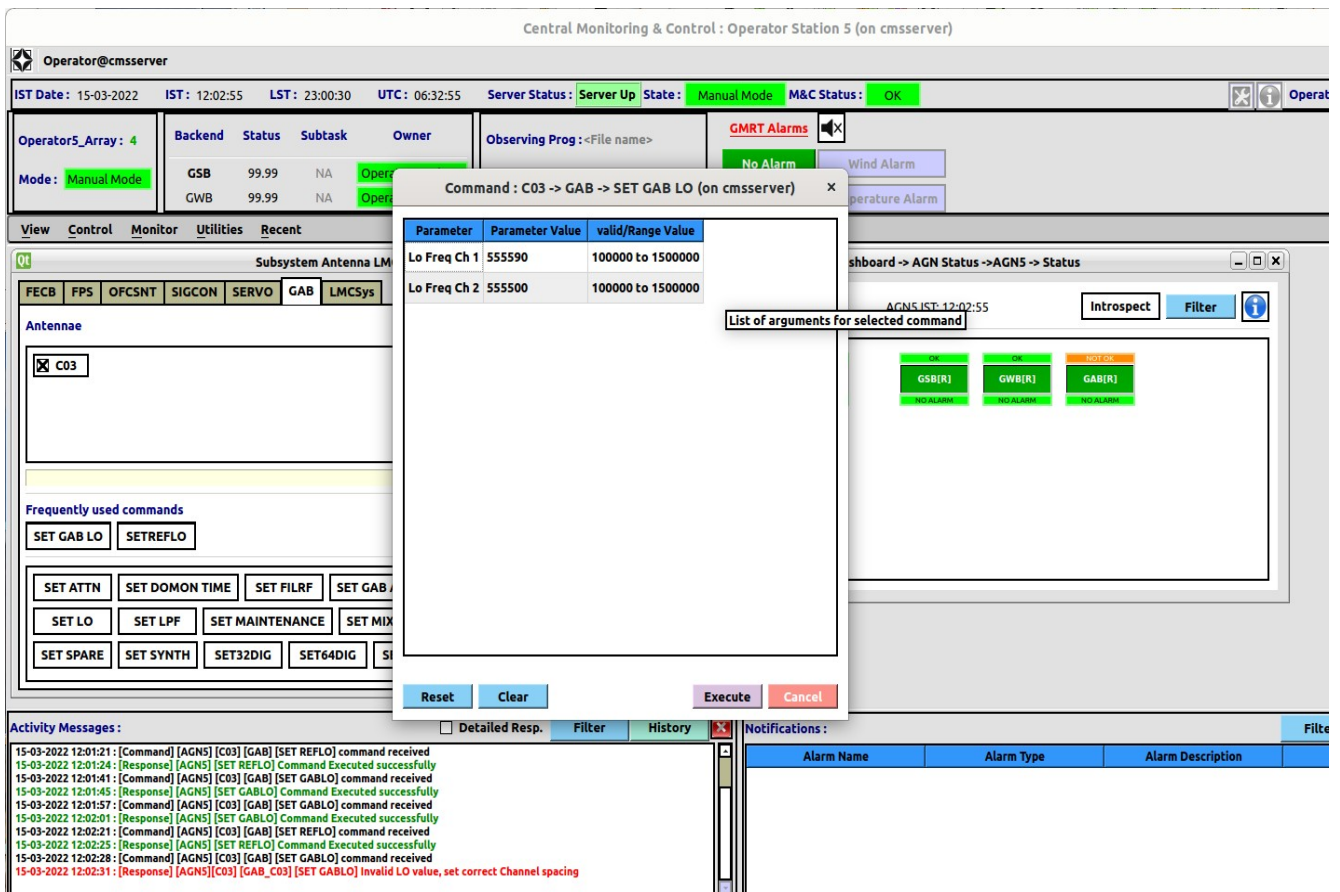 Central Monitoring & Control : Operator Station 5 (on cmsserver)
Operator@cmsserver
IST Date : 15-03-2022 IST : 12:02:55 LST : 23:00:30 UTC : 06:32:55 Server Status : Server Up State : Manual Mode M&C Status : OK Operat
Operator5_Array : 4
Mode : Manual Mode
Backend Status Subtask Owner
GSB 99.99 NA Opera
GWB 99.99 NA Opera
Observing Prog : <File name>
GMRT Alarms
No Alarm Wind Alarm
perature Alarm
View Control Monitor Utilities Recent
Command : C03 -> GAB -> SET GAB LO (on cmsserver) ×
Parameter Parameter Value valid/Range Value
Lo Freq Ch 1 555590 100000 to 1500000
Lo Freq Ch 2 555500 100000 to 1500000
List of arguments for selected command
Reset Clear Execute Cancel
Qt Subsystem Antenna LM
FECB FPS OFCSNT SIGCON SERVO GAB LMCSys
Antennae
C03
Frequently used commands
SET GAB LO SETREFLO
SET ATTN SET DOMON TIME SET FILRF SET GAB
SET LO SET LPF SET MAINTENANCE SET MIX
SET SPARE SET SYNTH SET32DIG SET64DIG
shboard -> AGN Status ->AGN5 -> Status
AGN5 IST: 12:02:55 Introspect Filter
OK OK NOT OK
GSB[R] GWB[R] GAB[R]
NO ALARM NO ALARM NO ALARM
Activity Messages : Detailed Resp. Filter History X
15-03-2022 12:01:21 : [Command] [AGN5] [C03] [GAB] [SET REFLO] command received
15-03-2022 12:01:24 : [Response] [AGN5] [SET REFLO] Command Executed successfully
15-03-2022 12:01:41 : [Command] [AGN5] [C03] [GAB] [SET GABLO] command received
15-03-2022 12:01:45 : [Response] [AGN5] [SET GABLO] Command Executed successfully
15-03-2022 12:01:57 : [Command] [AGN5] [C03] [GAB] [SET GABLO] command received
15-03-2022 12:02:01 : [Response] [AGN5] [SET GABLO] Command Executed successfully
15-03-2022 12:02:21 : [Command] [AGN5] [C03] [GAB] [SET REFLO] command received
15-03-2022 12:02:25 : [Response] [AGN5] [SET REFLO] Command Executed successfully
15-03-2022 12:02:28 : [Command] [AGN5] [C03] [GAB] [SET GABLO] command received
15-03-2022 12:02:31 : [Response] [AGN5][C03] [GAB_C03] [SET GABLO] Invalid LO value, set correct Channel spacing
Notifications : Filte
Alarm Name Alarm Type Alarm Description